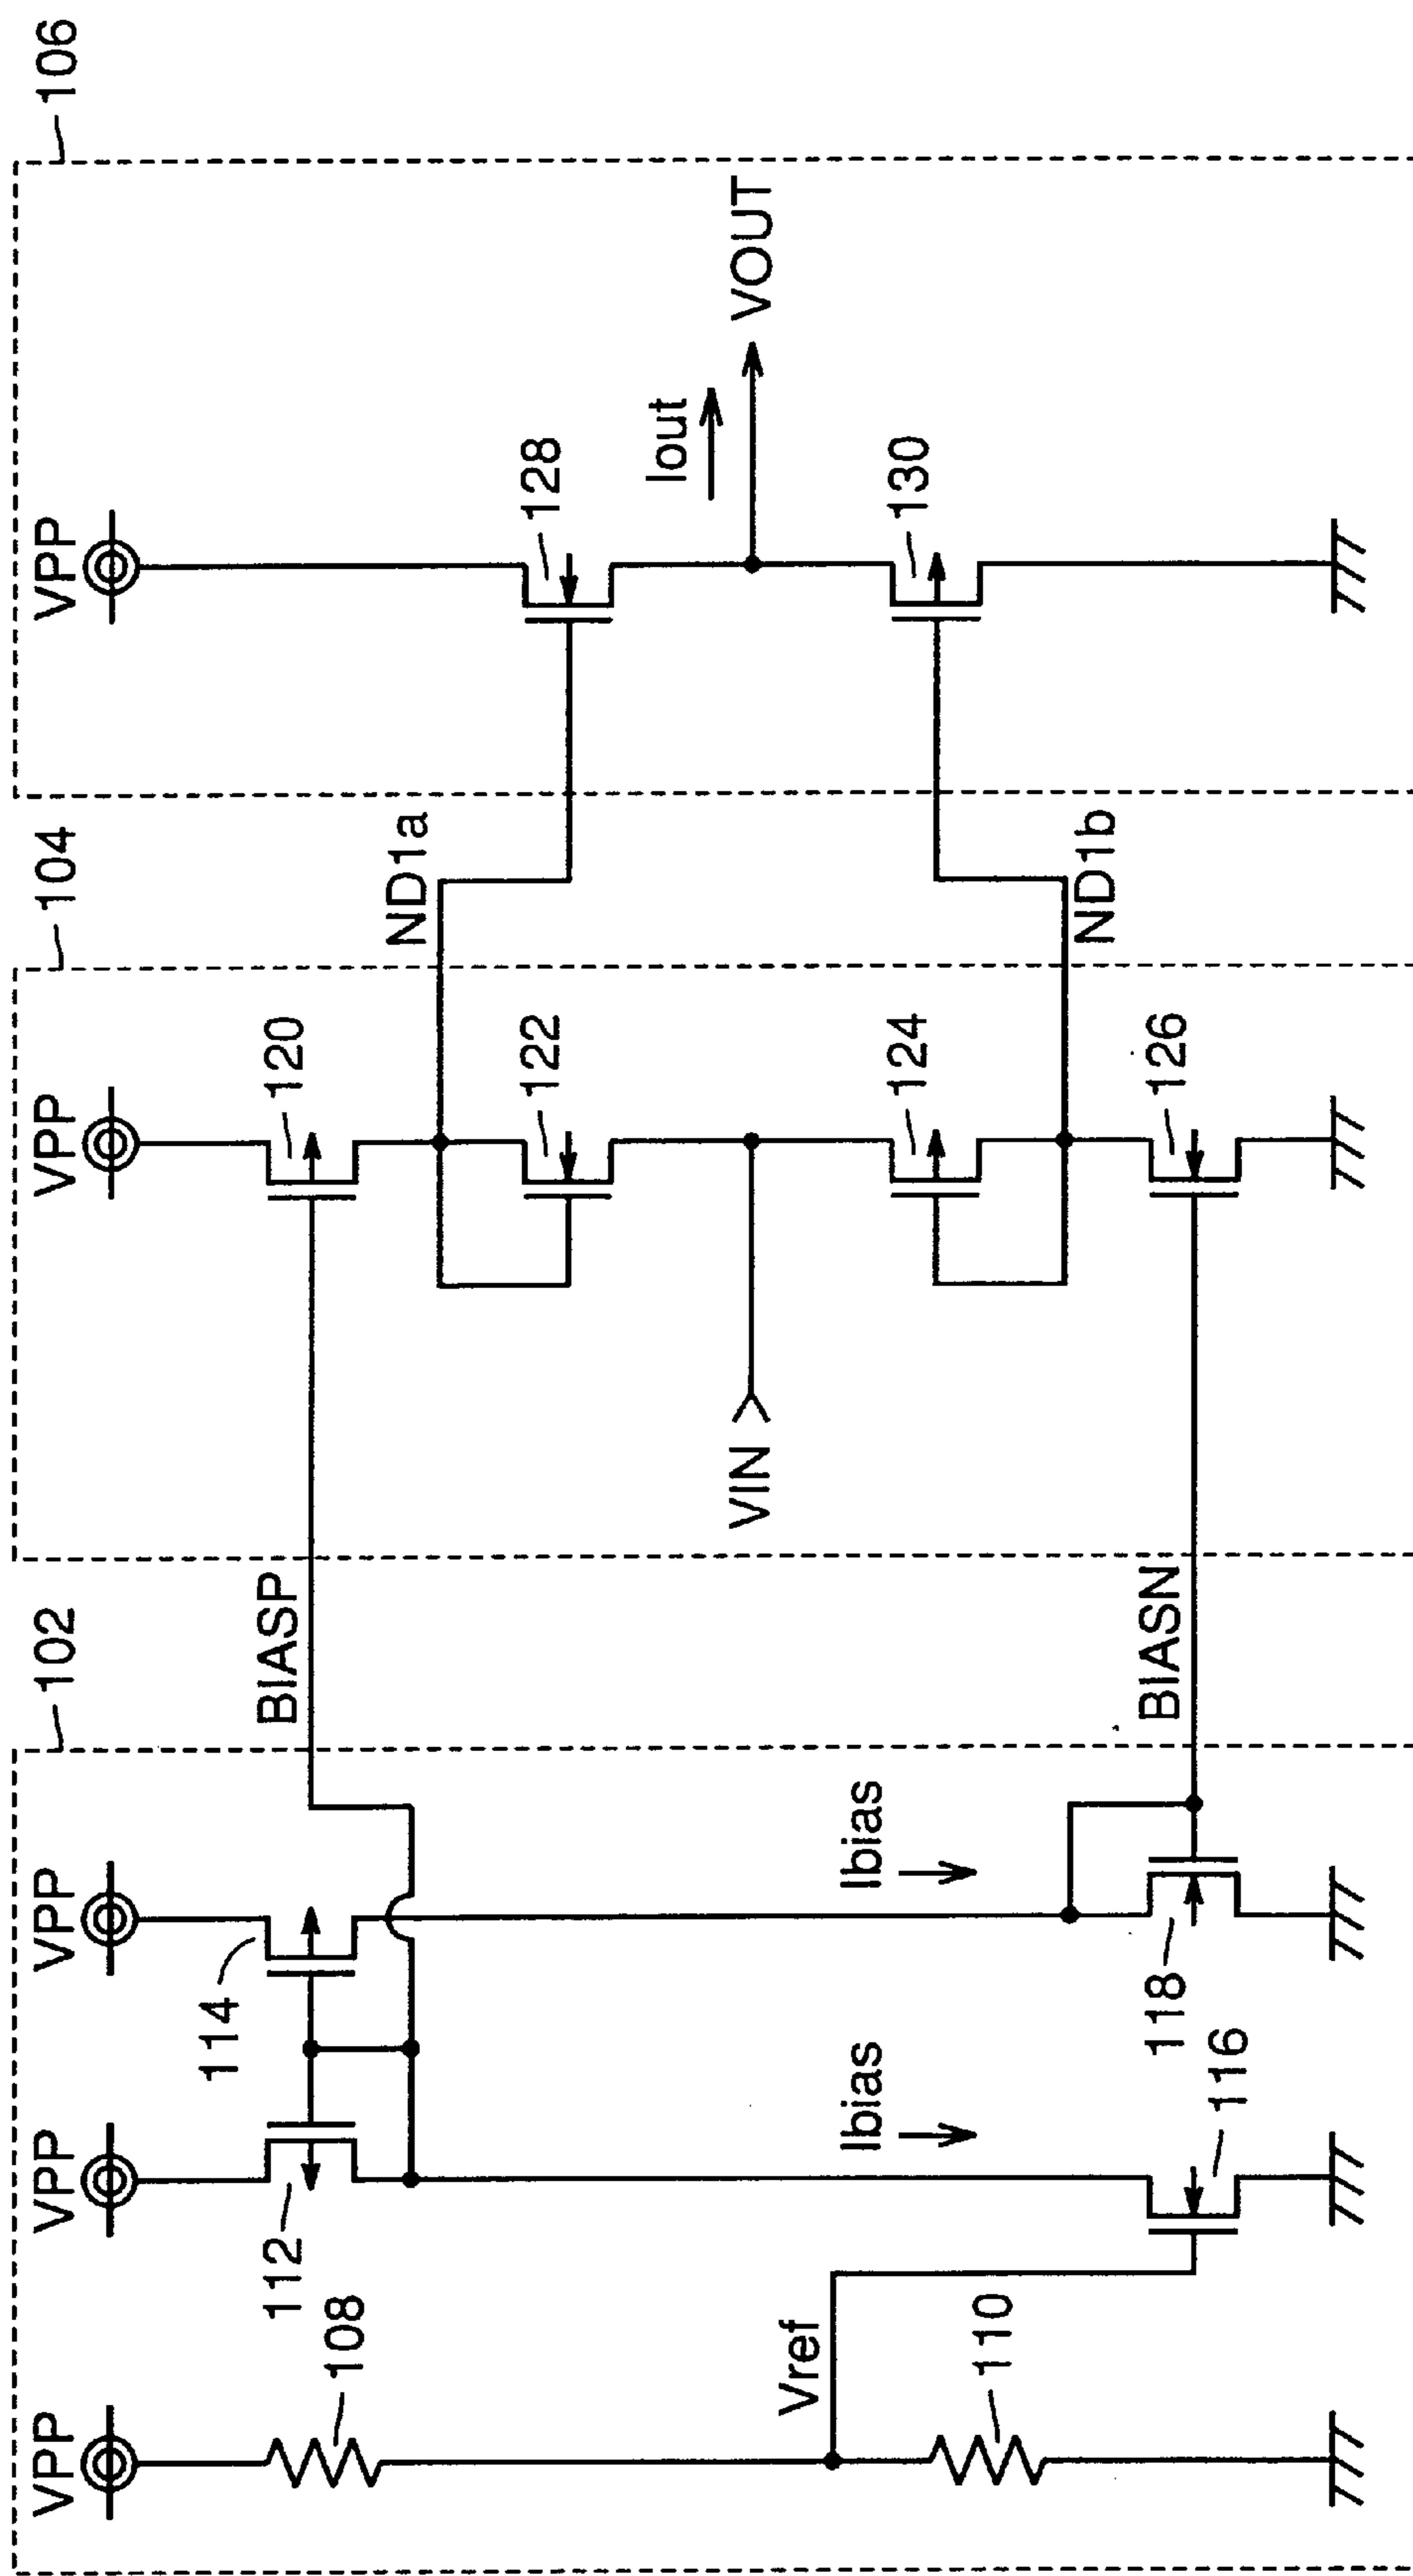 102
104
106
VPP
VPP
VPP
VPP
VPP
108
112
114
BIASP
120
ND1a
122
128
Vref
Ibias
Ibias
VIN
Iout
VOUT
110
116
118
BIASN
124
126
ND1b
130